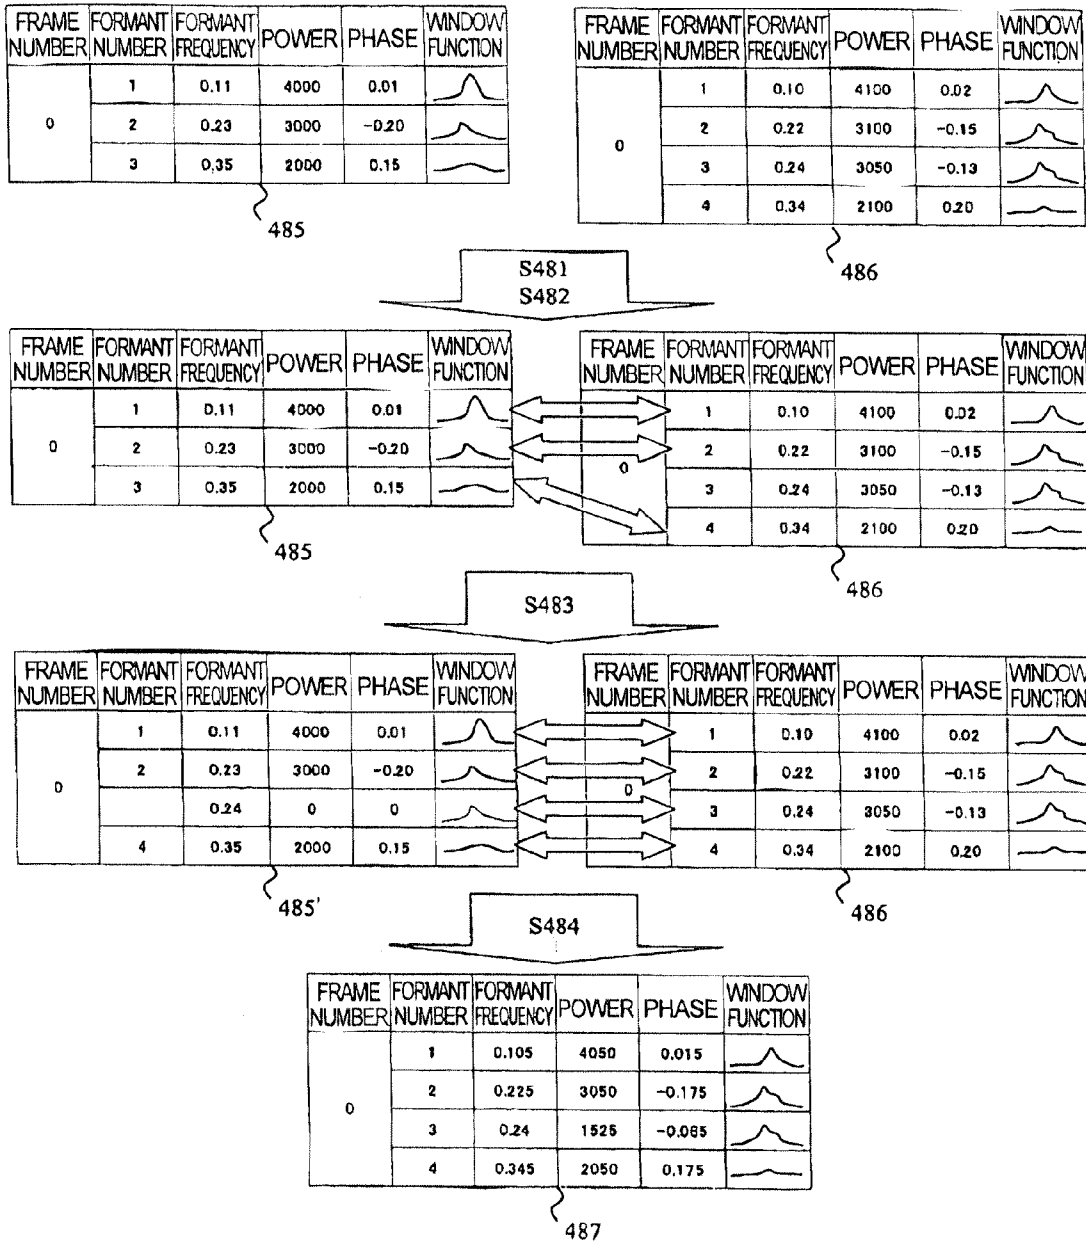 FRAME NUMBER FORMANT NUMBER FORMANT FREQUENCY POWER PHASE WINDOW FUNCTION
0
1 0.11 4000 0.01
2 0.23 3000 -0.20
3 0.35 2000 0.15
485
FRAME NUMBER FORMANT NUMBER FORMANT FREQUENCY POWER PHASE WINDOW FUNCTION
0
1 0.10 4100 0.02
2 0.22 3100 -0.15
3 0.24 3050 -0.13
4 0.34 2100 0.20
486
S481
S482
FRAME NUMBER FORMANT NUMBER FORMANT FREQUENCY POWER PHASE WINDOW FUNCTION
0
1 0.11 4000 0.01
2 0.23 3000 -0.20
3 0.35 2000 0.15
485
FRAME NUMBER FORMANT NUMBER FORMANT FREQUENCY POWER PHASE WINDOW FUNCTION
0
1 0.10 4100 0.02
2 0.22 3100 -0.15
3 0.24 3050 -0.13
4 0.34 2100 0.20
486
S483
FRAME NUMBER FORMANT NUMBER FORMANT FREQUENCY POWER PHASE WINDOW FUNCTION
0
1 0.11 4000 0.01
2 0.23 3000 -0.20
0.24 0 0
4 0.35 2000 0.15
485'
FRAME NUMBER FORMANT NUMBER FORMANT FREQUENCY POWER PHASE WINDOW FUNCTION
0
1 0.10 4100 0.02
2 0.22 3100 -0.15
3 0.24 3050 -0.13
4 0.34 2100 0.20
486
S484
FRAME NUMBER FORMANT NUMBER FORMANT FREQUENCY POWER PHASE WINDOW FUNCTION
0
1 0.105 4050 0.015
2 0.225 3050 -0.175
3 0.24 1525 -0.065
4 0.345 2050 0.175
487